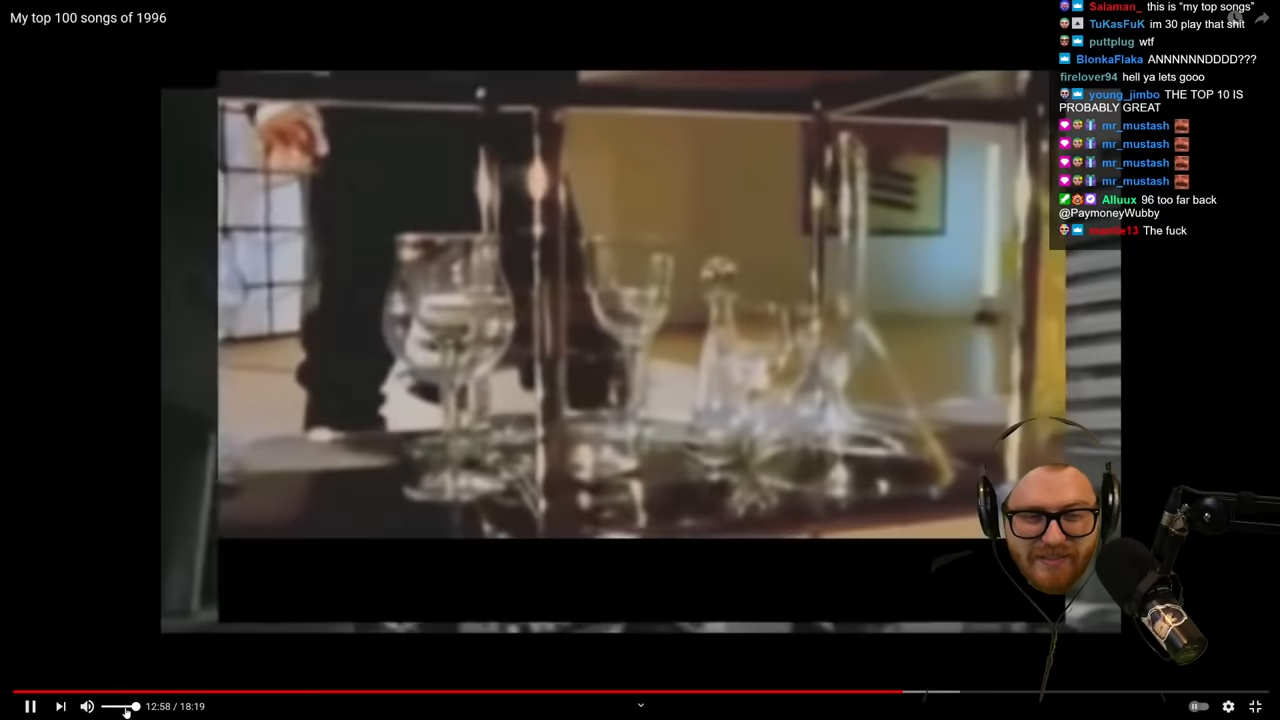 My top 100 songs of 1996
Salaman_ this is "my top songs"
TuKasFuK im 30 play that shit
puttplug wtf
BlonkaFlaka ANNNNNNDDDD???
firelover94 hell ya lets gooo
young_jimbo THE TOP 10 IS
PROBABLY GREAT
mr_mustash
mr_mustash
mr_mustash
mr_mustash
Alluux 96 too far back
@PaymoneyWubby
The fuck
12:58 / 18:19